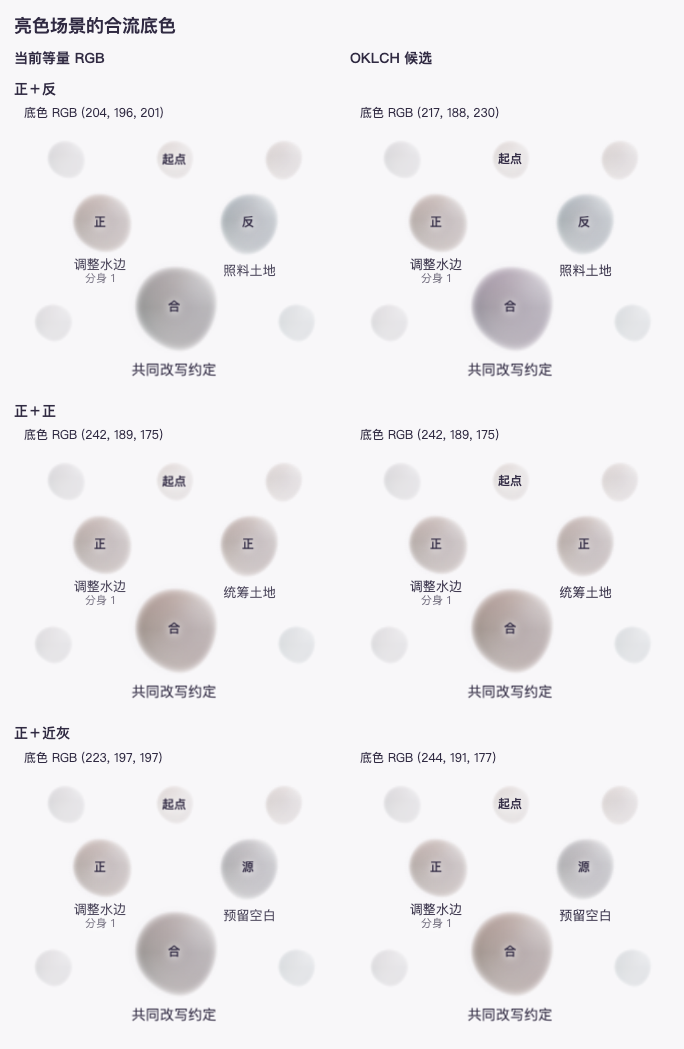 亮色场景的合流底色
当前等量 RGB
OKLCH 候选
正＋反
底色 RGB (204, 196, 201)
底色 RGB (217, 188, 230)
起点
起点
正
反
正
反
调整水边
分身 1
照料土地
调整水边
分身 1
照料土地
合
合
共同改写约定
共同改写约定
正＋正
底色 RGB (242, 189, 175)
底色 RGB (242, 189, 175)
起点
起点
正
正
正
正
调整水边
分身 1
统筹土地
调整水边
分身 1
统筹土地
合
合
共同改写约定
共同改写约定
正＋近灰
底色 RGB (223, 197, 197)
底色 RGB (244, 191, 177)
起点
起点
正
源
正
源
调整水边
分身 1
预留空白
调整水边
分身 1
预留空白
合
合
共同改写约定
共同改写约定